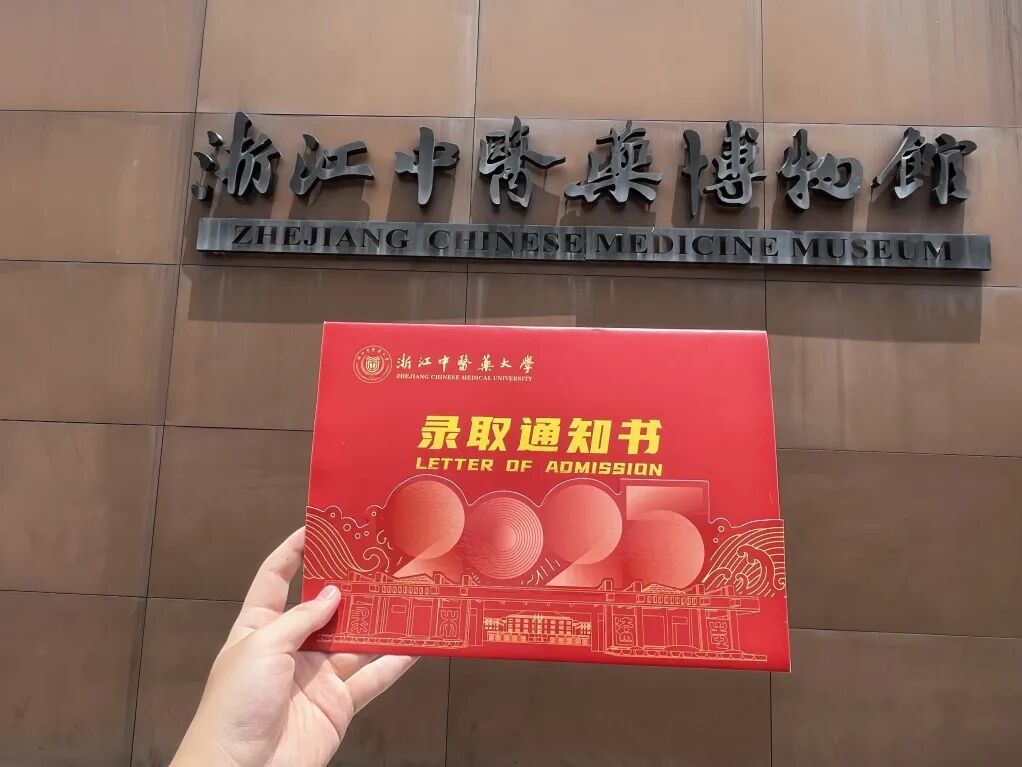 浙江中醫藥博物館
ZHEJIANG CHINESE MEDICINE MUSEUM
浙江中醫藥大學
ZHEJIANG CHINESE MEDICAL UNIVERSITY
录取通知书
LETTER OF ADMISSION
2025